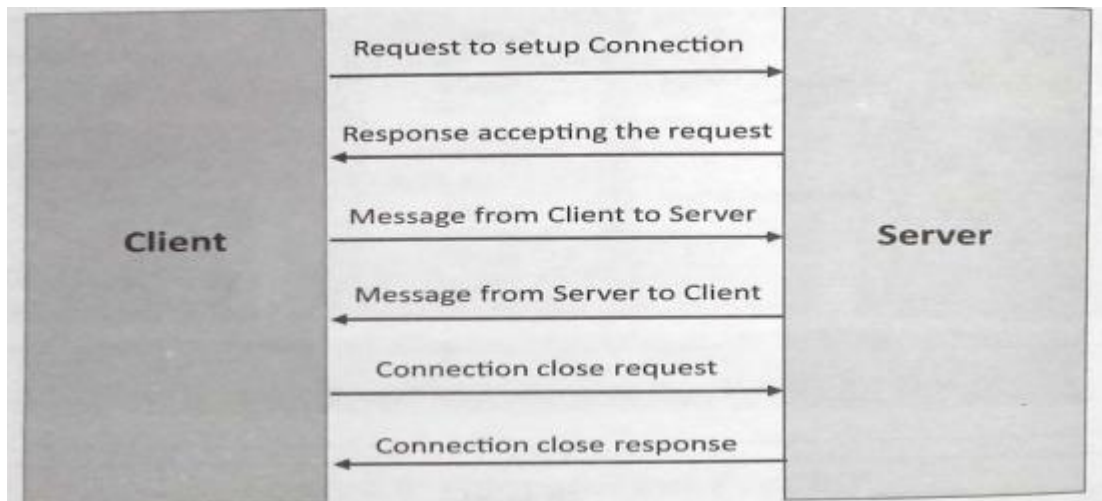 Request to setup Connection
Response accepting the request
Message from Client to Server
Client
Server
Message from Server to Client
Connection close request
Connection close response